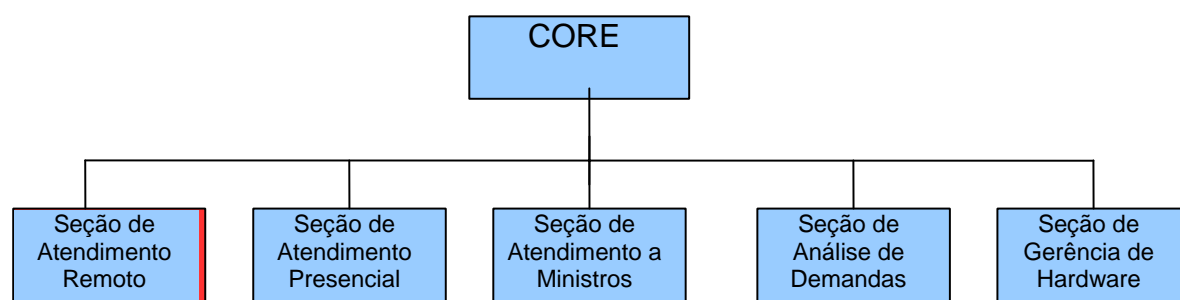 CORE
Seção de
Atendimento
Remoto
Seção de
Atendimento
Presencial
Seção de
Atendimento a
Ministros
Seção de
Análise de
Demandas
Seção de
Gerência de
Hardware